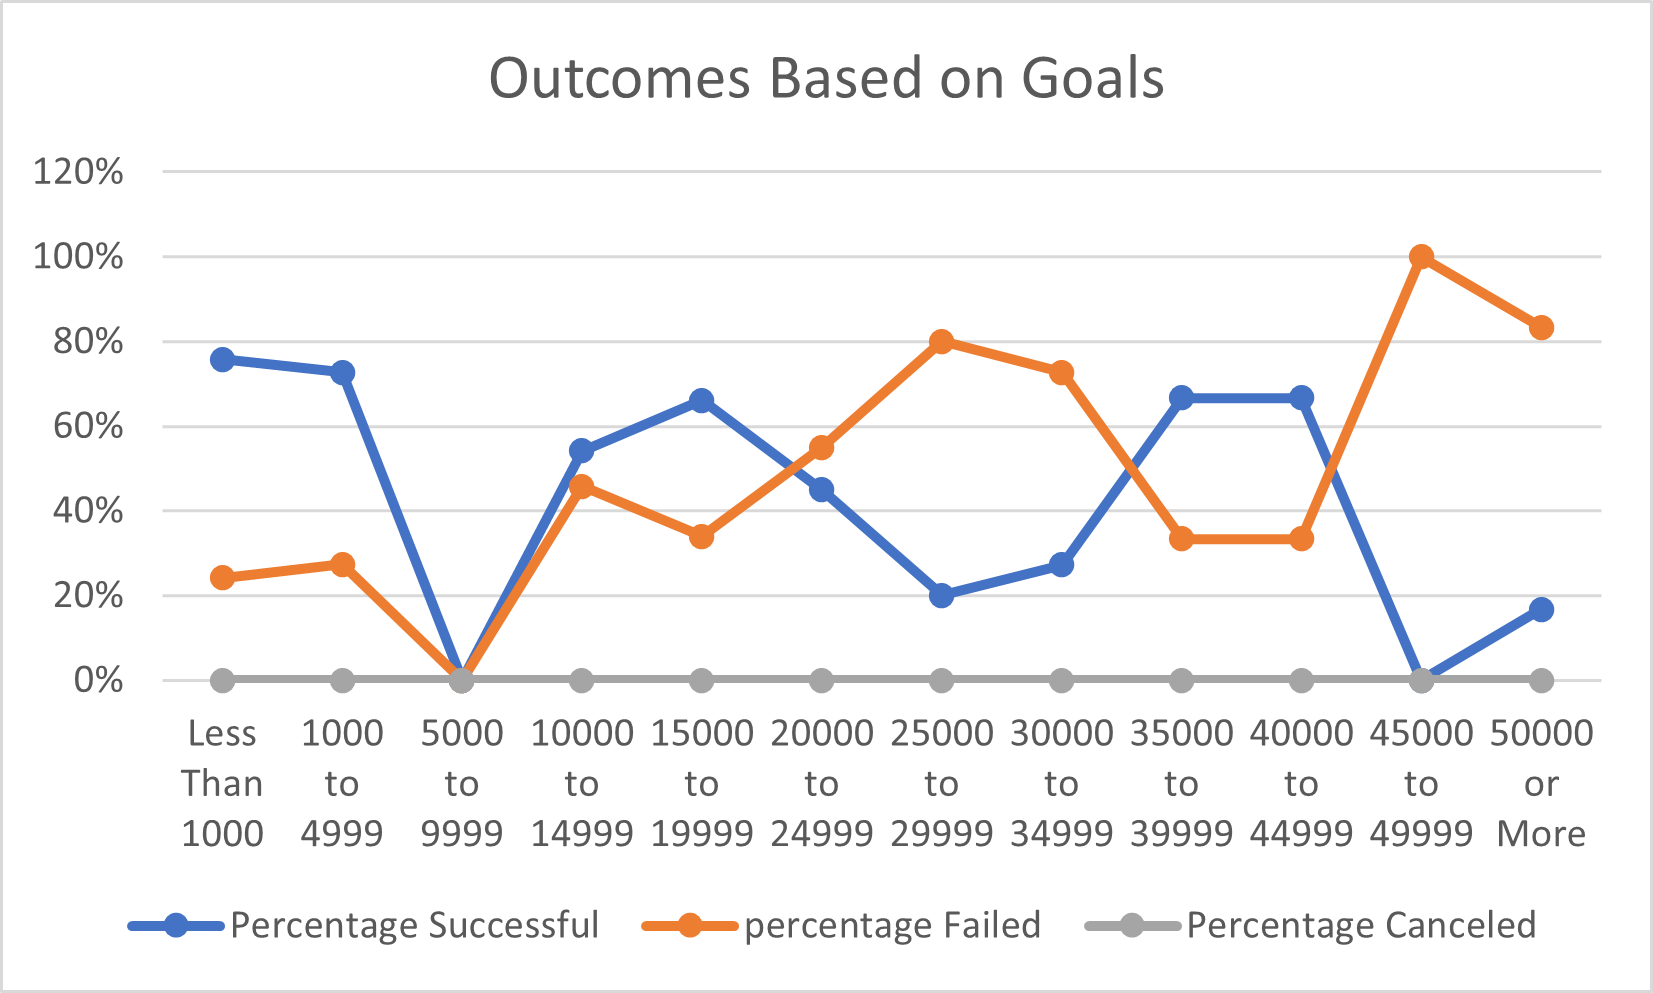 Outcomes Based on Goals
120%
100%
80%
60%
40%
20%
0%
Less Than 1000
1000 to 4999
5000 to 9999
10000 to 14999
15000 to 19999
20000 to 24999
25000 to 29999
30000 to 34999
35000 to 39999
40000 to 44999
45000 to 49999
50000 or More
Percentage Successful
percentage Failed
Percentage Canceled